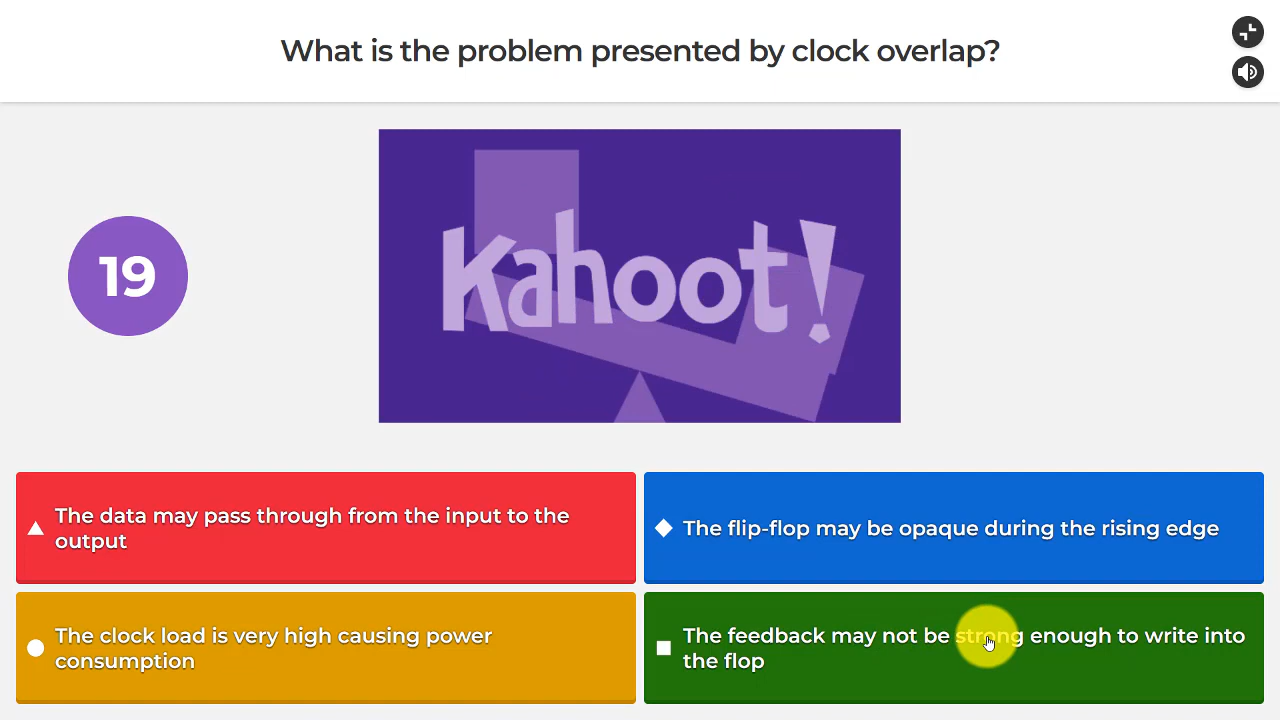 What is the problem presented by clock overlap?
19
Kahoot!
The data may pass through from the input to the
output
The flip-flop may be opaque during the rising edge
The clock load is very high causing power
consumption
The feedback may not be strong enough to write into
the flop